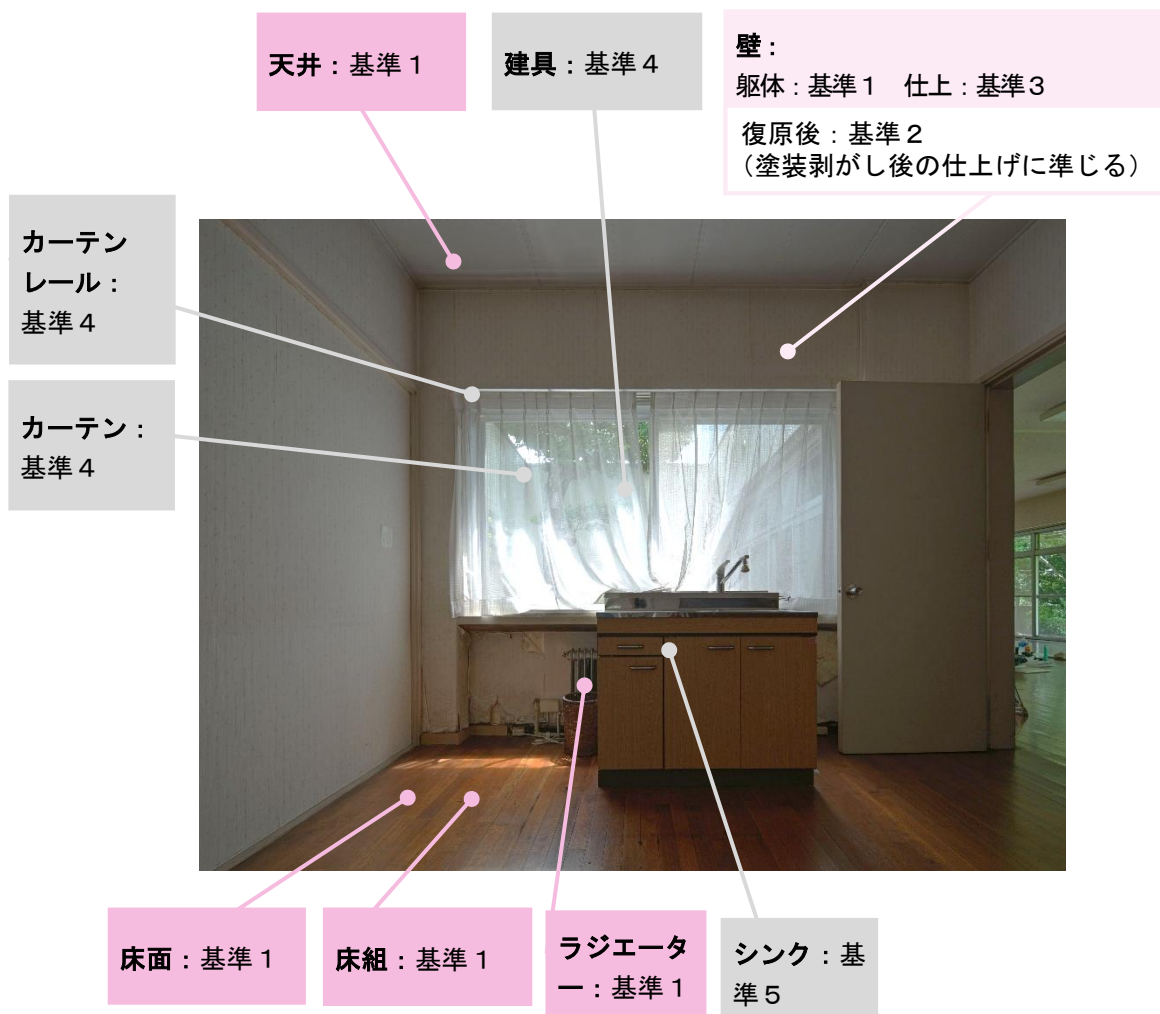 天井：基準１
建具：基準４
壁：
躯体：基準１　仕上：基準３
復原後：基準２
（塗装剥がし後の仕上げに準じる）
カーテン
レール：
基準４
カーテン：
基準４
床面：基準１
床組：基準１
ラジエータ
ー：基準１
シンク：基
準５